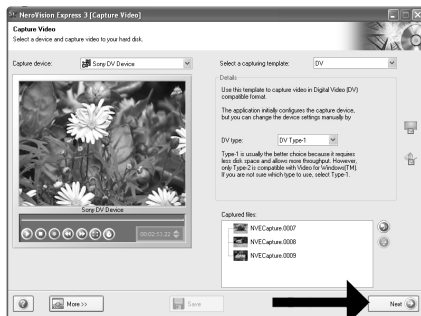 NeroVision Express 3 [Capture Video]
Capture Video
Select a device and capture video to your hard disk.
Capture device:
Sony DV Device
Select a capturing template:
DV
Details
Use this template to capture video in Digital Video (DV)
compatible format.
The application initially configures the capture device,
but you can change the device settings manually by
DV type:
DV Type-1
Type-1 is usually the better choice because it requires
less disk space and allows more throughput. However,
only Type-2 is compatible with Video for Windows(TM).
If you are not sure which type to use, select Type-1.
Sony DV Device
00:02:51:22
Captured files:
NVECapture.0007
NVECapture.0008
NVECapture.0009
More >>
Save
Next